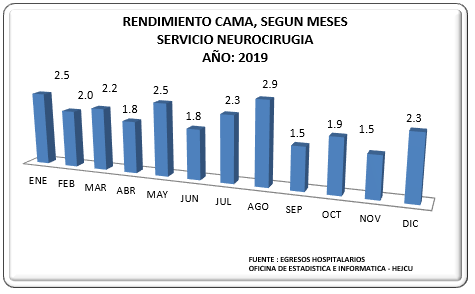 RENDIMIENTO CAMA, SEGUN MESES
SERVICIO NEUROCIRUGIA
AÑO: 2019
2.5
2.0
2.2
1.8
2.5
1.8
2.3
2.9
1.5
1.9
1.5
2.3
ENE
FEB
MAR
ABR
MAY
JUN
JUL
AGO
SEP
OCT
NOV
DIC
FUENTE : EGRESOS HOSPITALARIOS
OFICINA DE ESTADISTICA E INFORMATICA - HEJCU